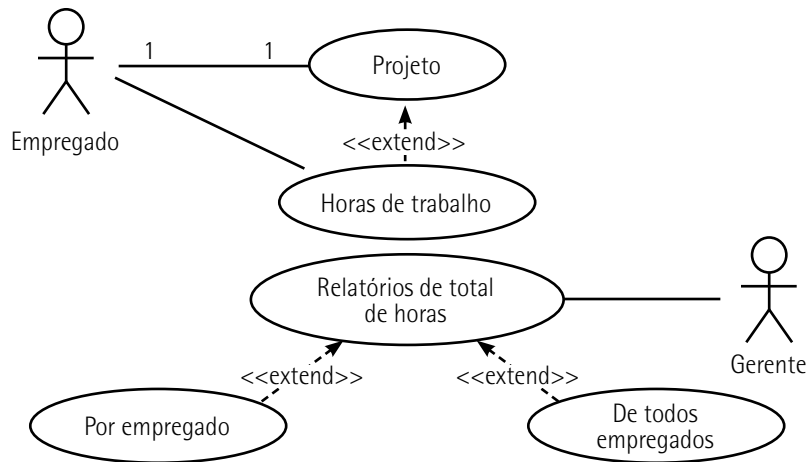 1 1
Projeto
Empregado
<<extend>>
Horas de trabalho
Relatórios de total
de horas
Gerente
<<extend>> <<extend>>
Por empregado
De todos
empregados